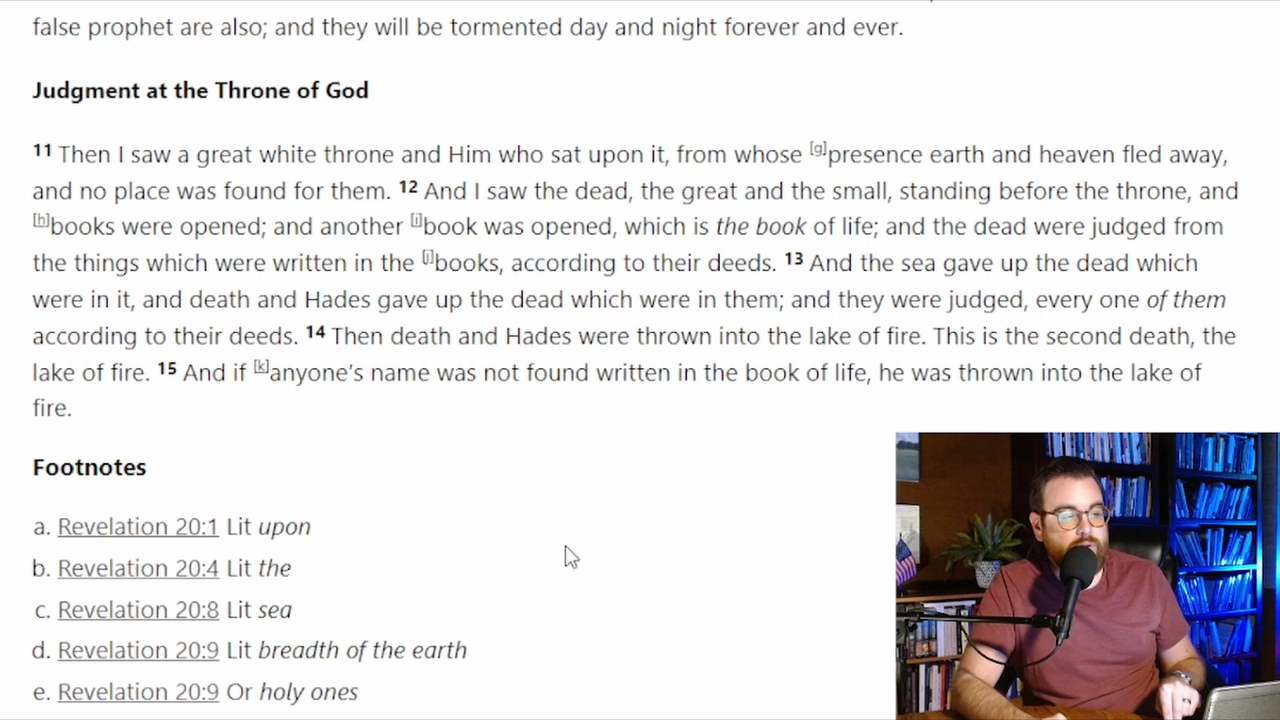 false prophet are also; and they will be tormented day and night forever and ever.
Judgment at the Throne of God
11 Then I saw a great white throne and Him who sat upon it, from whose [g]presence earth and heaven fled away,
and no place was found for them. 12 And I saw the dead, the great and the small, standing before the throne, and
[h]books were opened; and another [i]book was opened, which is the book of life; and the dead were judged from
the things which were written in the [j]books, according to their deeds. 13 And the sea gave up the dead which
were in it, and death and Hades gave up the dead which were in them; and they were judged, every one of them
according to their deeds. 14 Then death and Hades were thrown into the lake of fire. This is the second death, the
lake of fire. 15 And if [k]anyone’s name was not found written in the book of life, he was thrown into the lake of
fire.
Footnotes
a. Revelation 20:1 Lit upon
b. Revelation 20:4 Lit the
c. Revelation 20:8 Lit sea
d. Revelation 20:9 Lit breadth of the earth
e. Revelation 20:9 Or holy ones